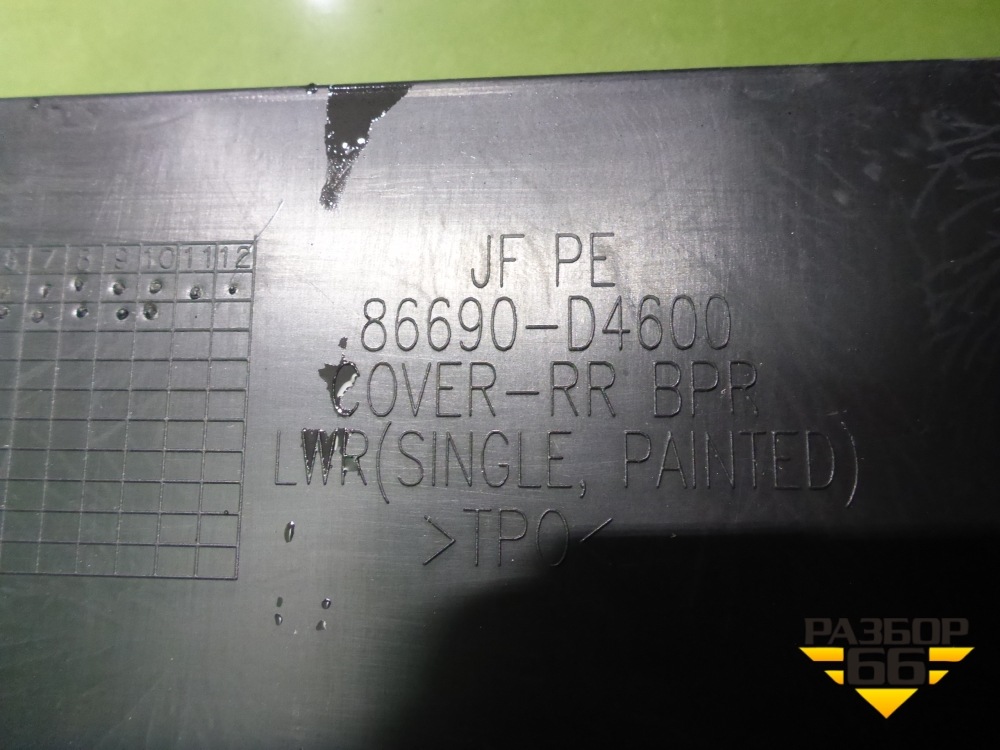 6 7 8 9 10 11 12
JF PE
86690-D4600
COVER-RR BPR
LWR(SINGLE, PAINTED)
>TPO<
РАЗБОР
66